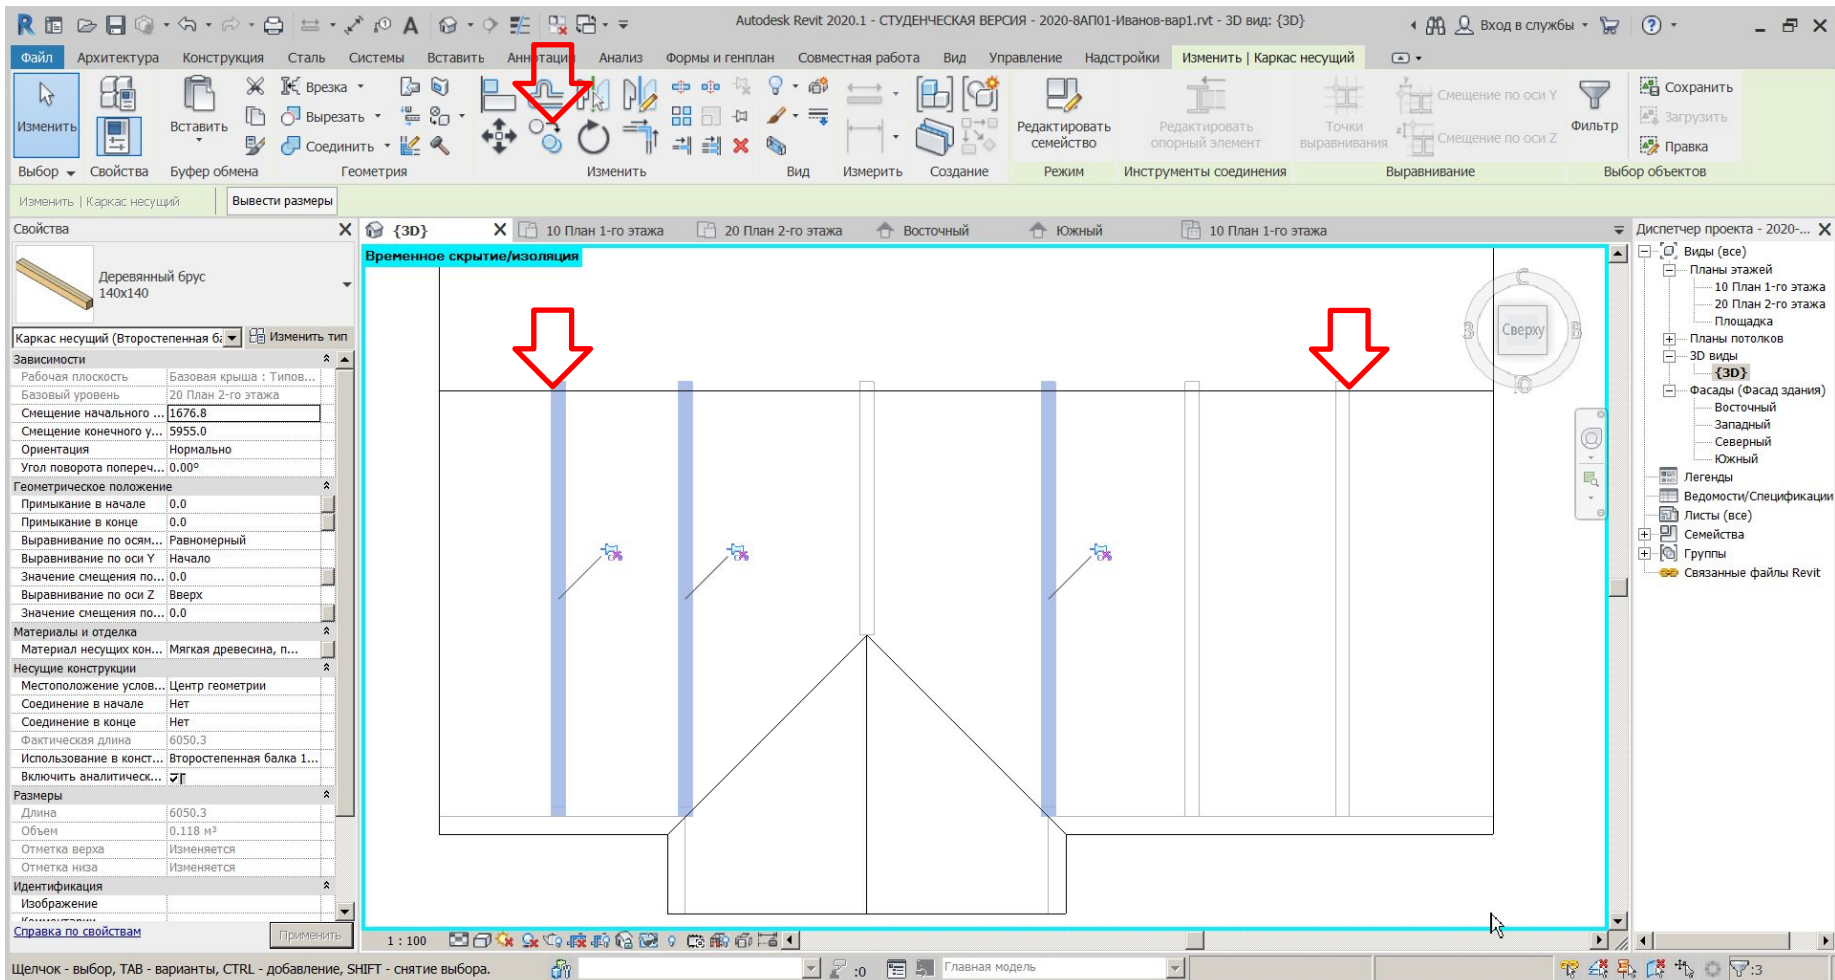 Autodesk Revit 2020.1 - СТУДЕНЧЕСКАЯ ВЕРСИЯ - 2020-8АП01-Иванов-вар1.rvt - 3D вид: {3D}
Вход в службы
Файл Архитектура Конструкция Сталь Системы Вставить Аннотации Анализ Формы и генплан Совместная работа Вид Управление Надстройки Изменить | Каркас несущий
Изменить
Вставить
Врезка
Вырезать
Соединить
Редактировать семейство
Редактировать опорный элемент
Точки выравнивания
Смещение по оси Y
Смещение по оси Z
Фильтр
Сохранить
Загрузить
Правка
Выбор Свойства Буфер обмена Геометрия Изменить Вид Измерить Создание Режим Инструменты соединения Выравнивание Выбор объектов
Изменить | Каркас несущий Вывести размеры
Свойства
{3D} 10 План 1-го этажа 20 План 2-го этажа Восточный Южный 10 План 1-го этажа
Диспетчер проекта - 2020-...
Временное скрытие/изоляция
Деревянный брус
140x140
Каркас несущий (Второстепенная ба Изменить тип
Зависимости
Рабочая плоскость Базовая крыша : Типов...
Базовый уровень 20 План 2-го этажа
Смещение начального ... 1676.8
Смещение конечного у... 5955.0
Ориентация Нормально
Угол поворота попереч... 0.00°
Геометрическое положение
Примыкание в начале 0.0
Примыкание в конце 0.0
Выравнивание по осям... Равномерный
Выравнивание по оси Y Начало
Значение смещения по... 0.0
Выравнивание по оси Z Вверх
Значение смещения по... 0.0
Материалы и отделка
Материал несущих кон... Мягкая древесина, п...
Несущие конструкции
Местоположение услов... Центр геометрии
Соединение в начале Нет
Соединение в конце Нет
Фактическая длина 6050.3
Использование в конст... Второстепенная балка 1...
Включить аналитическ...
Размеры
Длина 6050.3
Объем 0.118 м³
Отметка верха Изменяется
Отметка низа Изменяется
Идентификация
Изображение
Комментарии
Справка по свойствам Применить
С
З Сверху В
Ю
Виды (все)
Планы этажей
10 План 1-го этажа
20 План 2-го этажа
Площадка
Планы потолков
3D виды
{3D}
Фасады (Фасад здания)
Восточный
Западный
Северный
Южный
Легенды
Ведомости/Спецификации
Листы (все)
Семейства
Группы
Связанные файлы Revit
1 : 100
Щелчок - выбор, TAB - варианты, CTRL - добавление, SHIFT - снятие выбора.
:0
Главная модель
:3